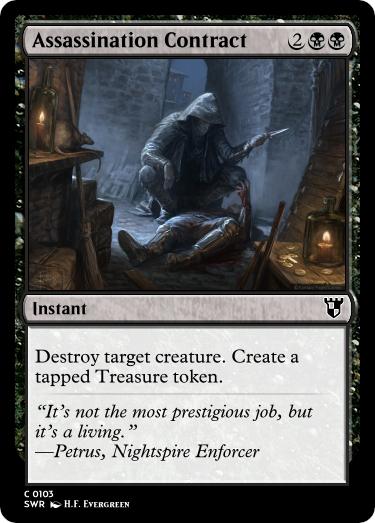 Assassination Contract 2
Instant
Destroy target creature. Create a
tapped Treasure token.
“It’s not the most prestigious job, but
it’s a living.”
—Petrus, Nightspire Enforcer
C 0103
SWR H.F. Evergreen